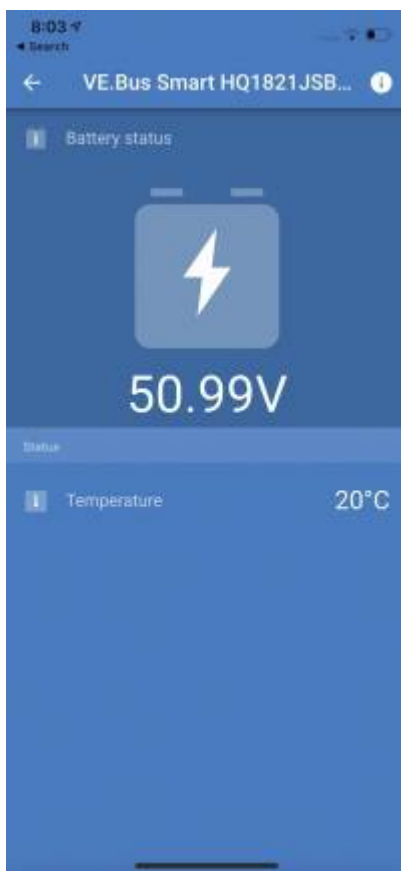 8:03
◀ Search
VE.Bus Smart HQ1821JSB...
Battery status
50.99V
Status
Temperature 20°C